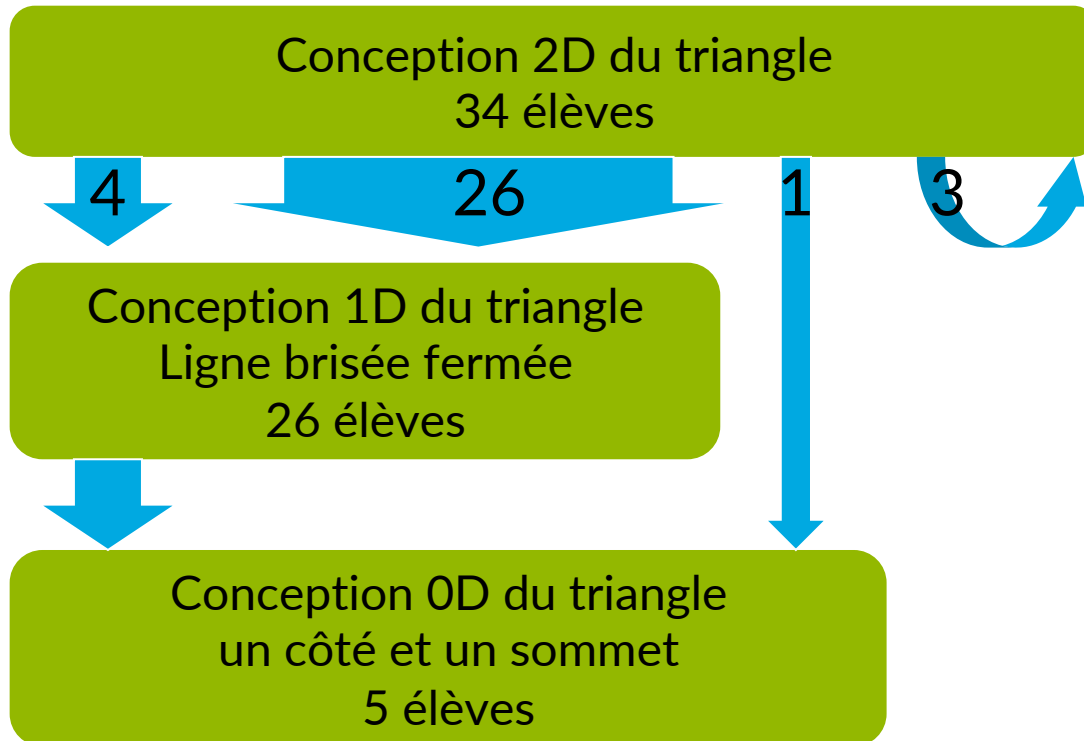 Conception 2D du triangle
34 élèves
4
26
1
3
Conception 1D du triangle
Ligne brisée fermée
26 élèves
Conception 0D du triangle
un côté et un sommet
5 élèves